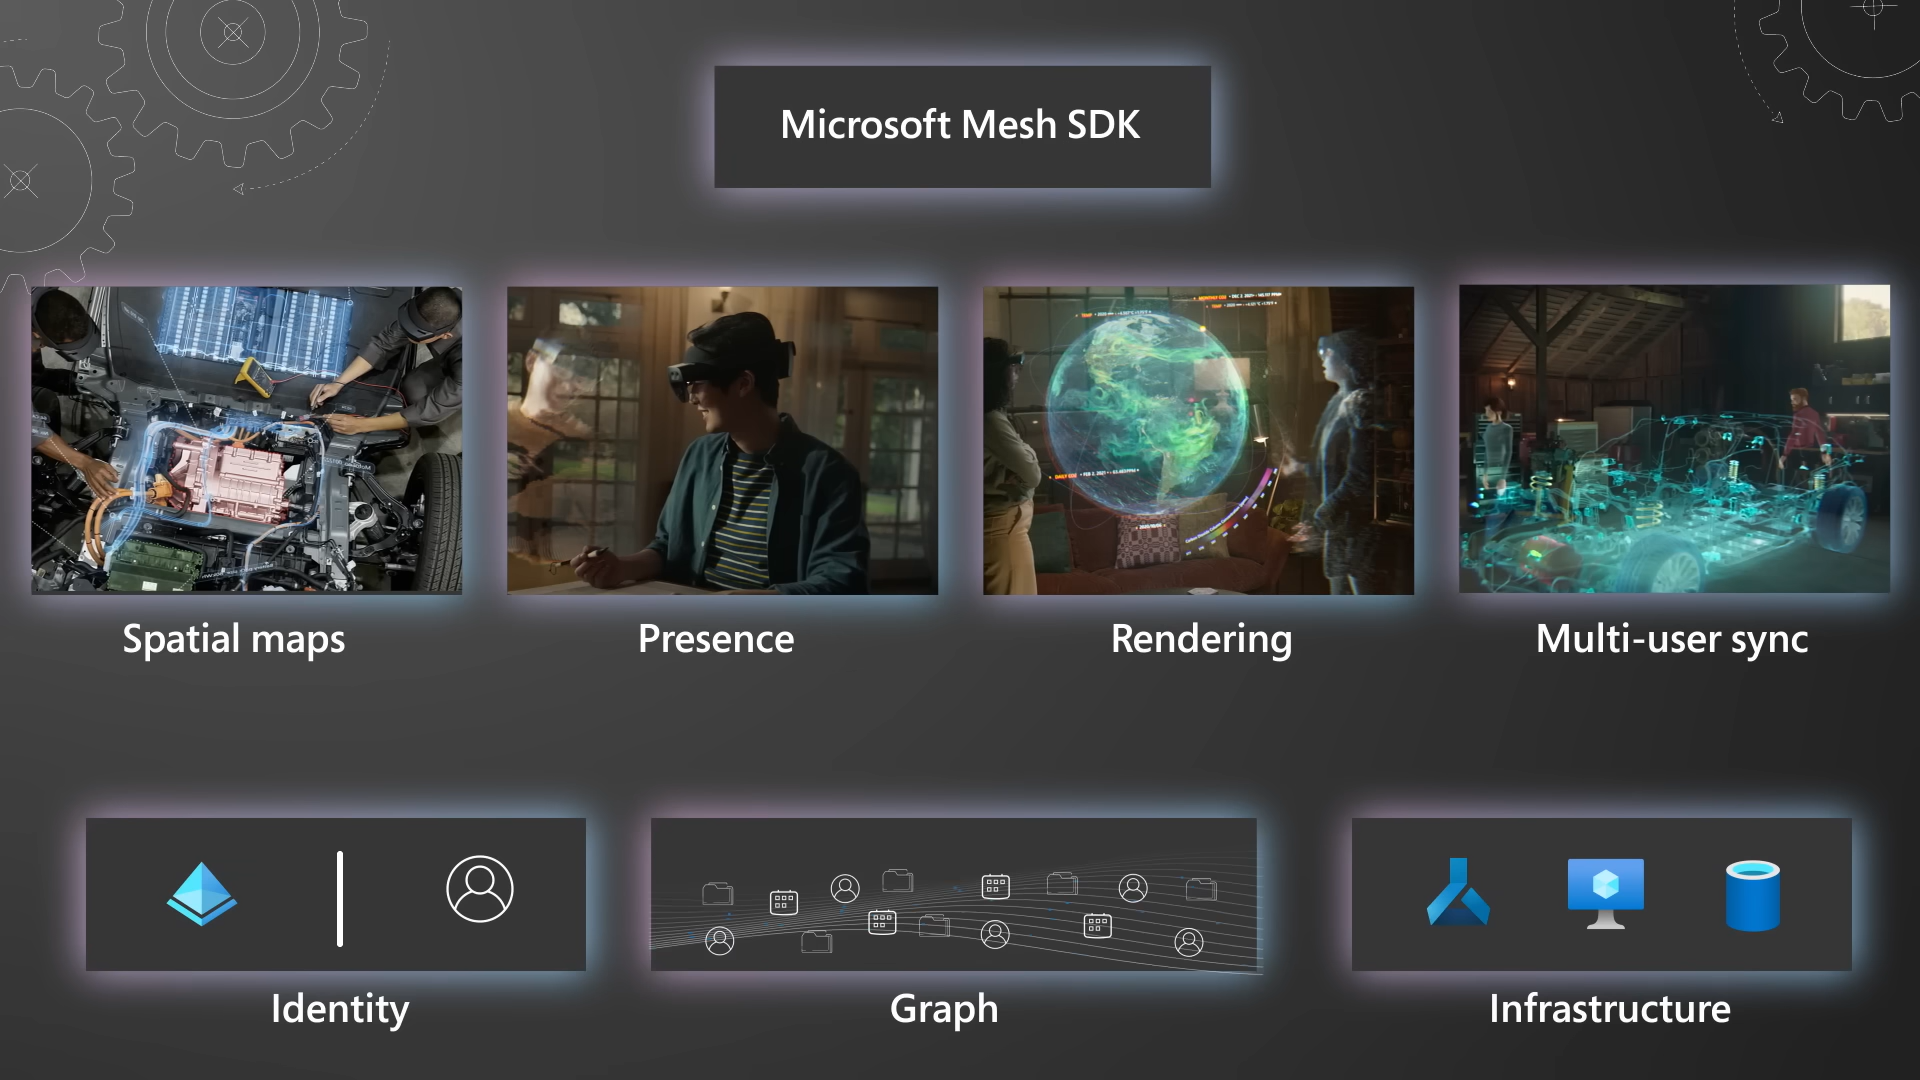 Microsoft Mesh SDK
Spatial maps
Presence
Rendering
Multi-user sync
Identity
Graph
Infrastructure